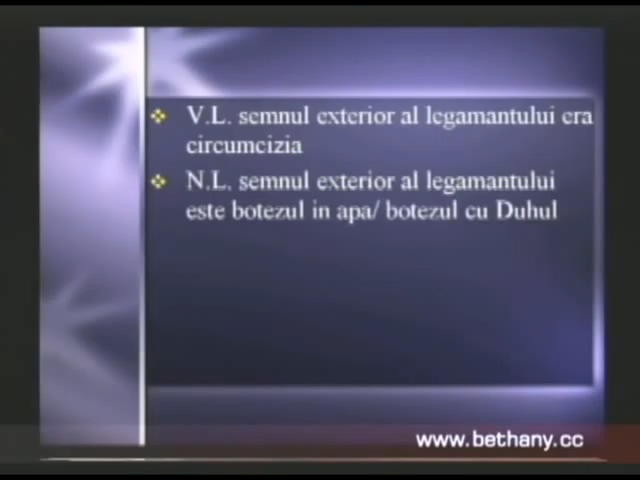 V.L. semnul exterior al legamantului era
circumcizia
N.L. semnul exterior al legamantului
este botezul in apa/ botezul cu Duhul
www.bethany.cc